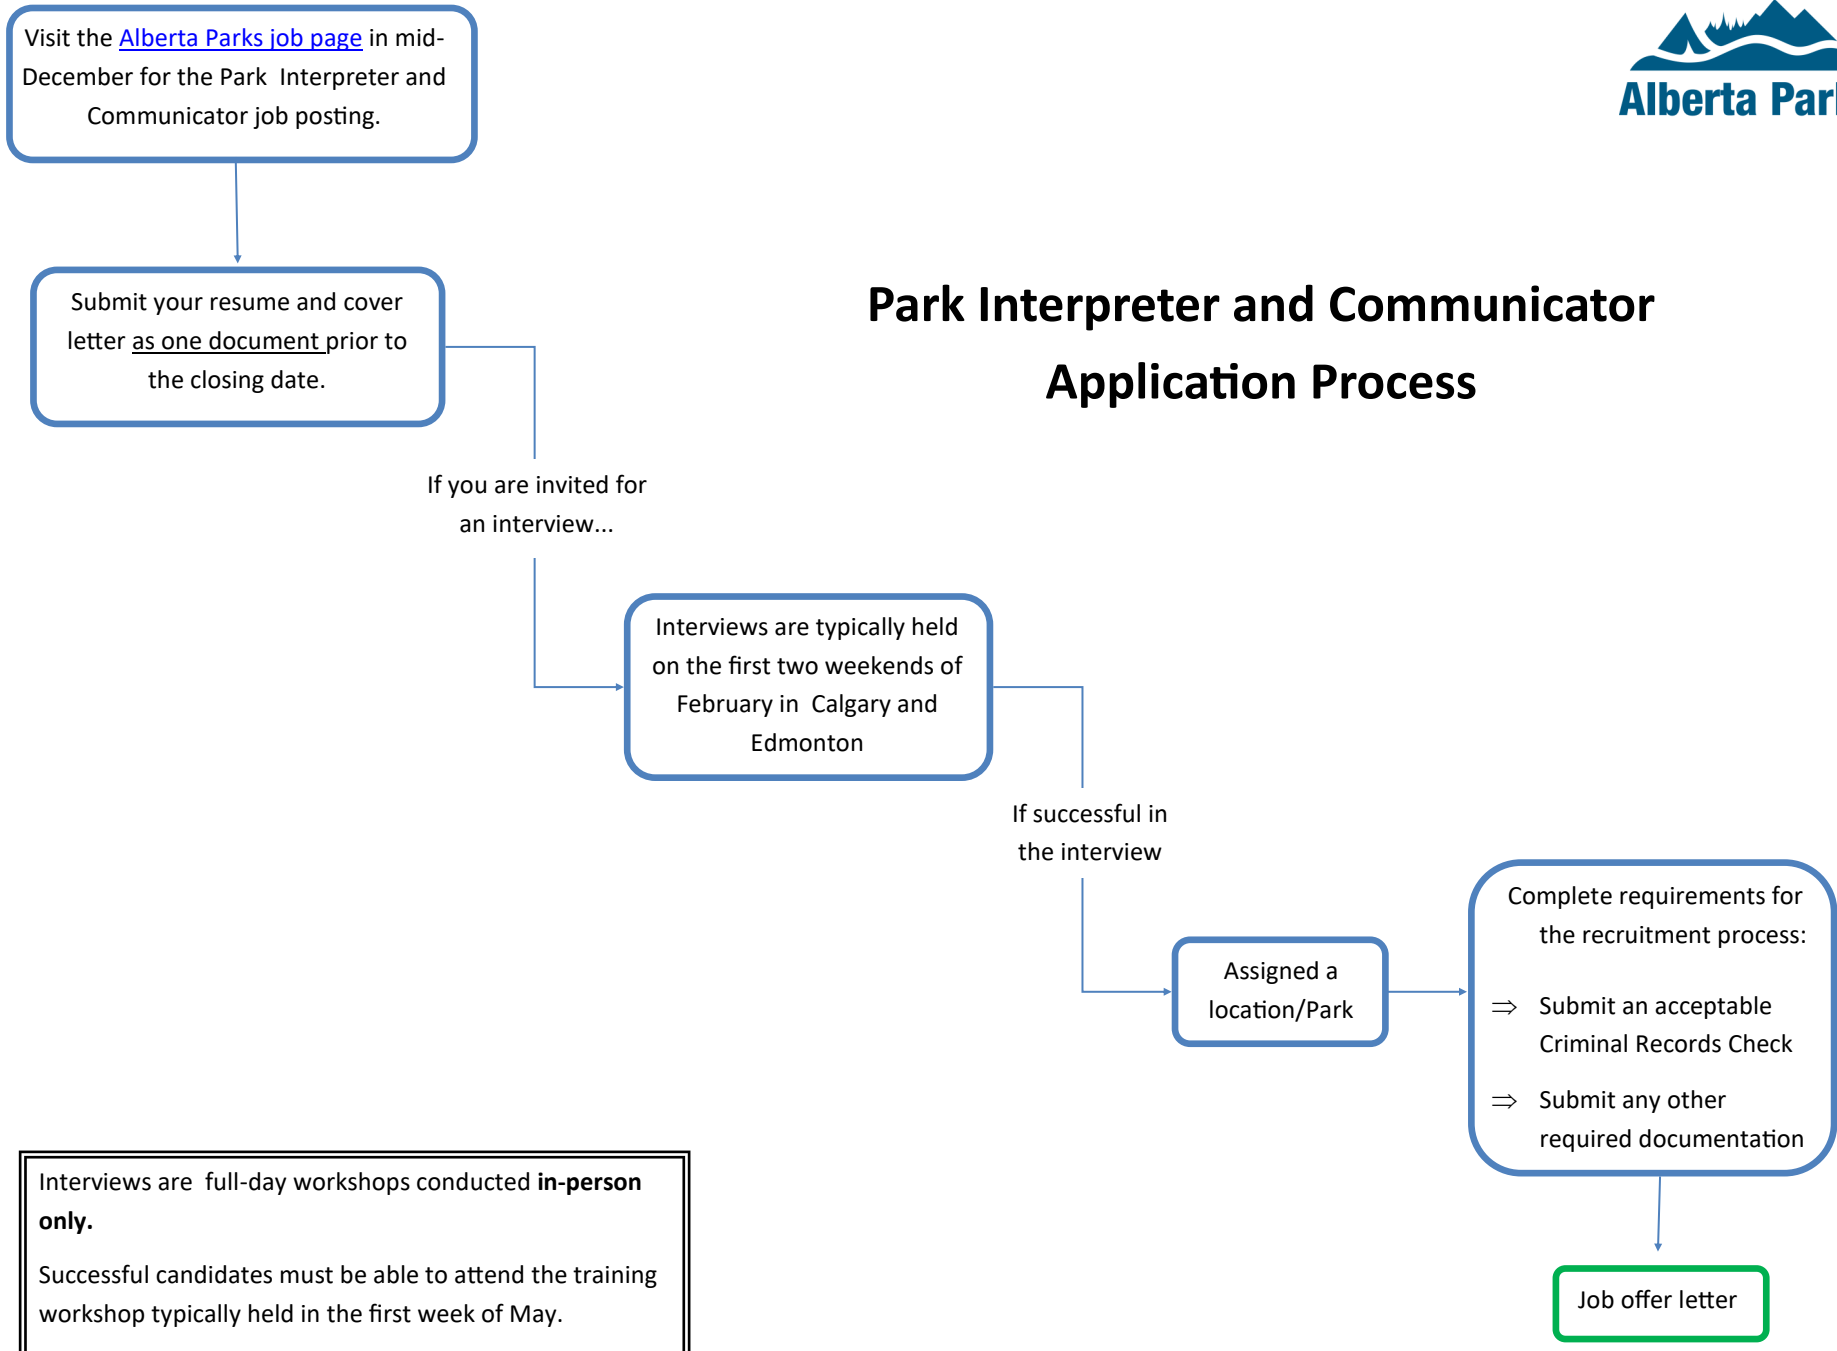 Visit the Alberta Parks job page in mid-
December for the Park Interpreter and
Communicator job posting.
Alberta Par
Submit your resume and cover
letter as one document prior to
the closing date.
Park Interpreter and Communicator
Application Process
If you are invited for
an interview...
Interviews are typically held
on the first two weekends of
February in Calgary and
Edmonton
If successful in
the interview
Assigned a
location/Park
Complete requirements for
the recruitment process:
⇒ Submit an acceptable
Criminal Records Check
⇒ Submit any other
required documentation
Job offer letter
Interviews are full-day workshops conducted in-person
only.
Successful candidates must be able to attend the training
workshop typically held in the first week of May.